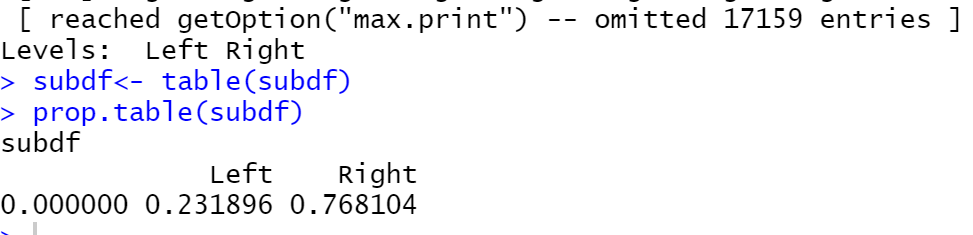 [ reached getOption("max.print") -- omitted 17159 entries ]
Levels:  Left Right
> subdf<- table(subdf)
> prop.table(subdf)
subdf
             Left    Right
0.000000 0.231896 0.768104
>